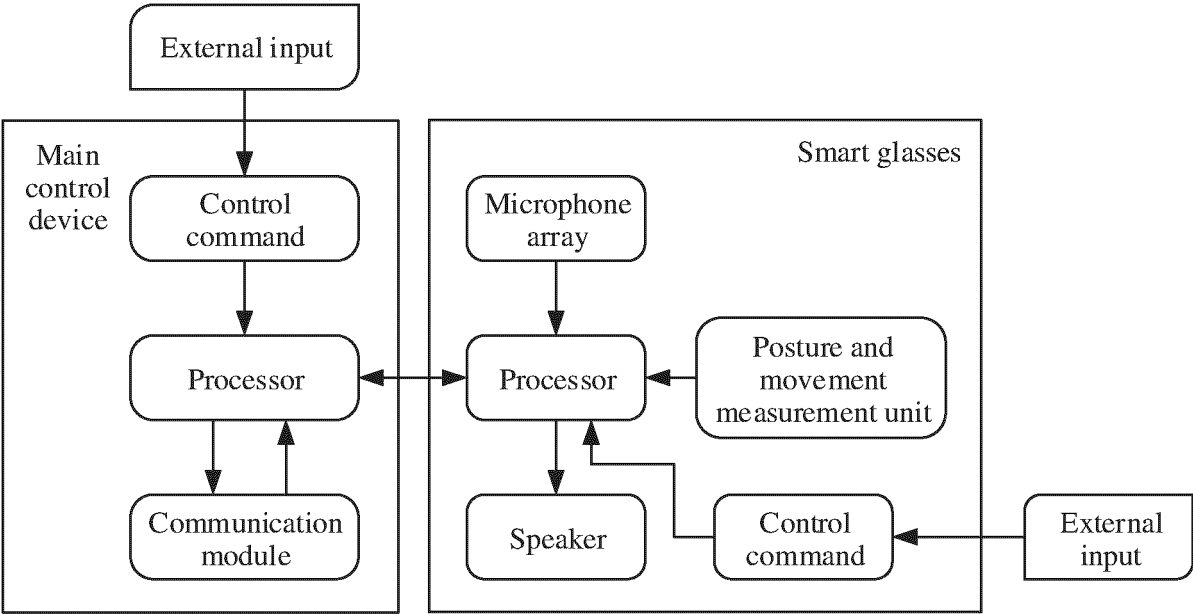 External input
Main
control
device
Control
command
Processor
Communication
module
Smart glasses
Microphone
array
Processor
Posture and
movement
measurement unit
Speaker
Control
command
External
input